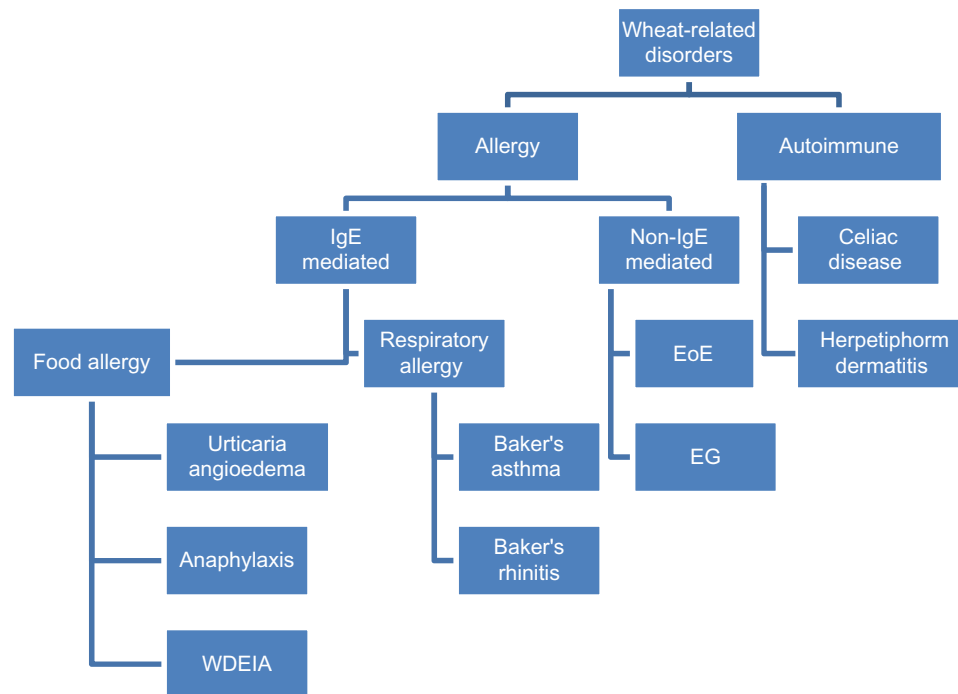 Wheat-related
disorders
Allergy
Autoimmune
IgE
mediated
Non-IgE
mediated
Celiac
disease
Food allergy
Respiratory
allergy
EoE
Herpetiphorm
dermatitis
Urticaria
angioedema
Baker's
asthma
EG
Anaphylaxis
Baker's
rhinitis
WDEIA